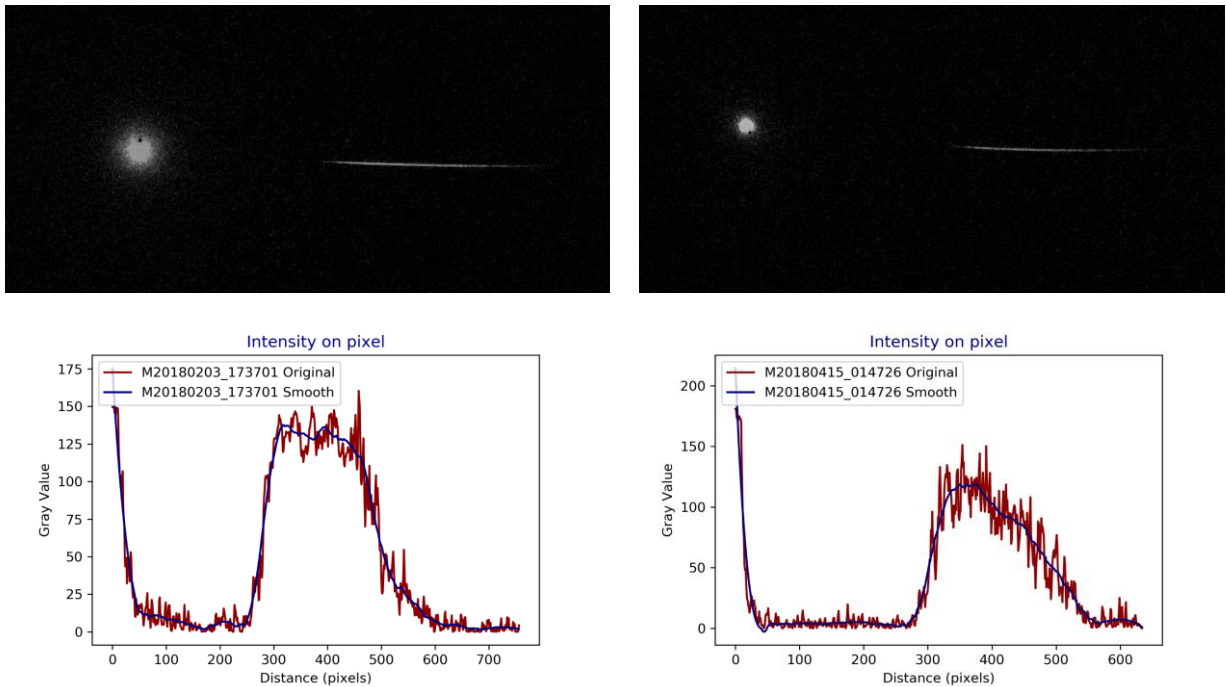 Intensity on pixel
M20180203_173701 Original
M20180203_173701 Smooth
Gray Value
175
150
125
100
75
50
25
0
0 100 200 300 400 500 600 700
Distance (pixels)
Intensity on pixel
M20180415_014726 Original
M20180415_014726 Smooth
Gray Value
200
150
100
50
0
0 100 200 300 400 500 600
Distance (pixels)